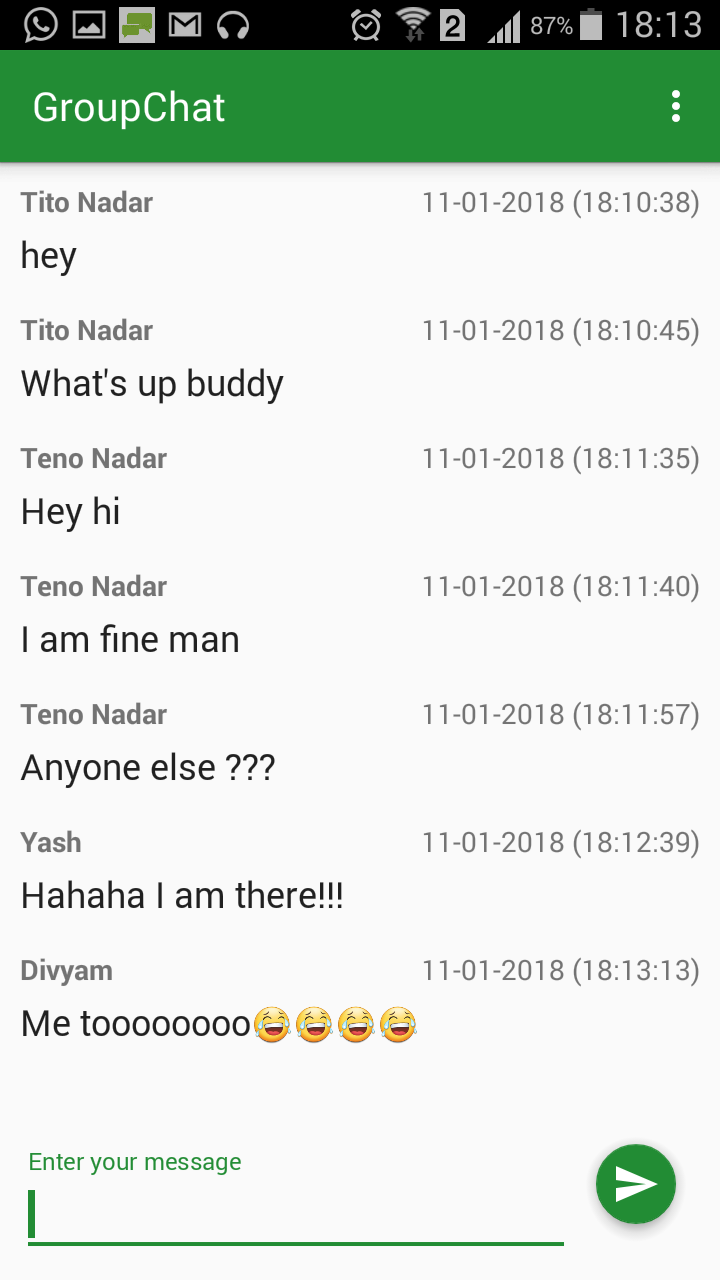 2 87% 18:13
GroupChat
Tito Nadar 11-01-2018 (18:10:38)
hey
Tito Nadar 11-01-2018 (18:10:45)
What's up buddy
Teno Nadar 11-01-2018 (18:11:35)
Hey hi
Teno Nadar 11-01-2018 (18:11:40)
I am fine man
Teno Nadar 11-01-2018 (18:11:57)
Anyone else ???
Yash 11-01-2018 (18:12:39)
Hahaha I am there!!!
Divyam 11-01-2018 (18:13:13)
Me toooooooo😂😂😂😂
Enter your message